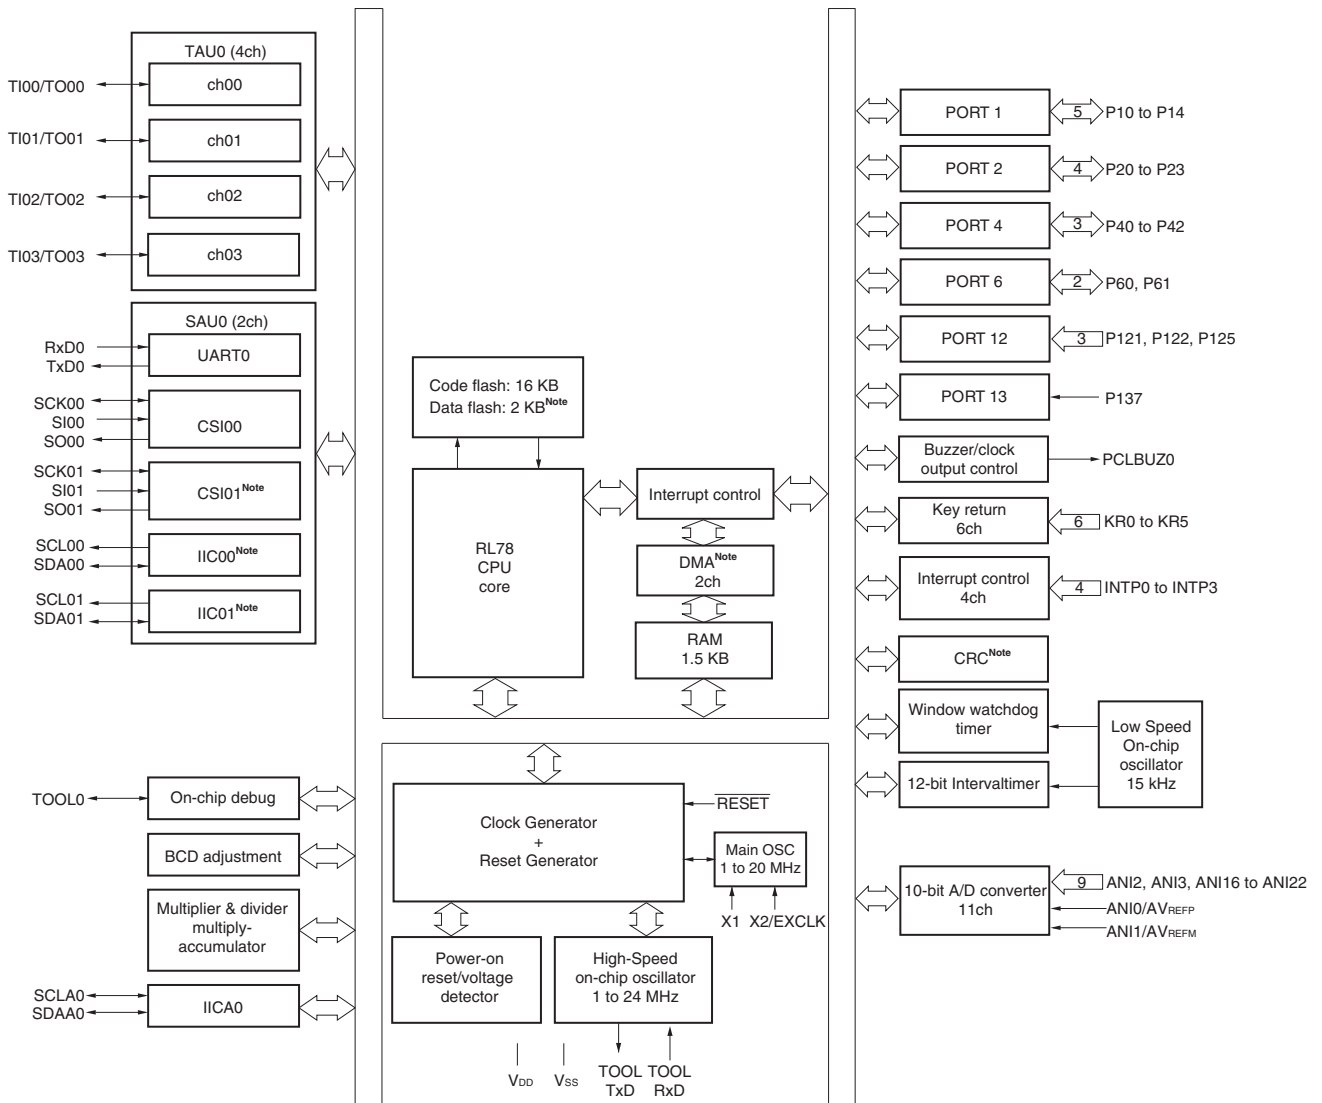 TAU0 (4ch)
TI00/TO00
ch00
TI01/TO01
ch01
TI02/TO02
ch02
TI03/TO03
ch03
SAU0 (2ch)
RxD0
TxD0
UART0
SCK00
SI00
SO00
CSI00
SCK01
SI01
SO01
CSI01Note
SCL00
SDA00
IIC00Note
SCL01
SDA01
IIC01Note
TOOL0
On-chip debug
BCD adjustment
Multiplier & divider
multiply-
accumulator
SCLA0
SDAA0
IICA0
Code flash: 16 KB
Data flash: 2 KBNote
RL78
CPU
core
Interrupt control
DMANote
2ch
RAM
1.5 KB
Clock Generator
+
Reset Generator
RESET
Main OSC
1 to 20 MHz
X1 X2/EXCLK
Power-on
reset/voltage
detector
High-Speed
on-chip oscillator
1 to 24 MHz
VDD
VSS
TOOL
TxD
TOOL
RxD
PORT 1
5
P10 to P14
PORT 2
4
P20 to P23
PORT 4
3
P40 to P42
PORT 6
2
P60, P61
PORT 12
3
P121, P122, P125
PORT 13
P137
Buzzer/clock
output control
PCLBUZ0
Key return
6ch
6
KR0 to KR5
Interrupt control
4ch
4
INTP0 to INTP3
CRCNote
Window watchdog
timer
12-bit Intervaltimer
Low Speed
On-chip
oscillator
15 kHz
10-bit A/D converter
11ch
9
ANI2, ANI3, ANI16 to ANI22
ANI0/AVREFP
ANI1/AVREFM